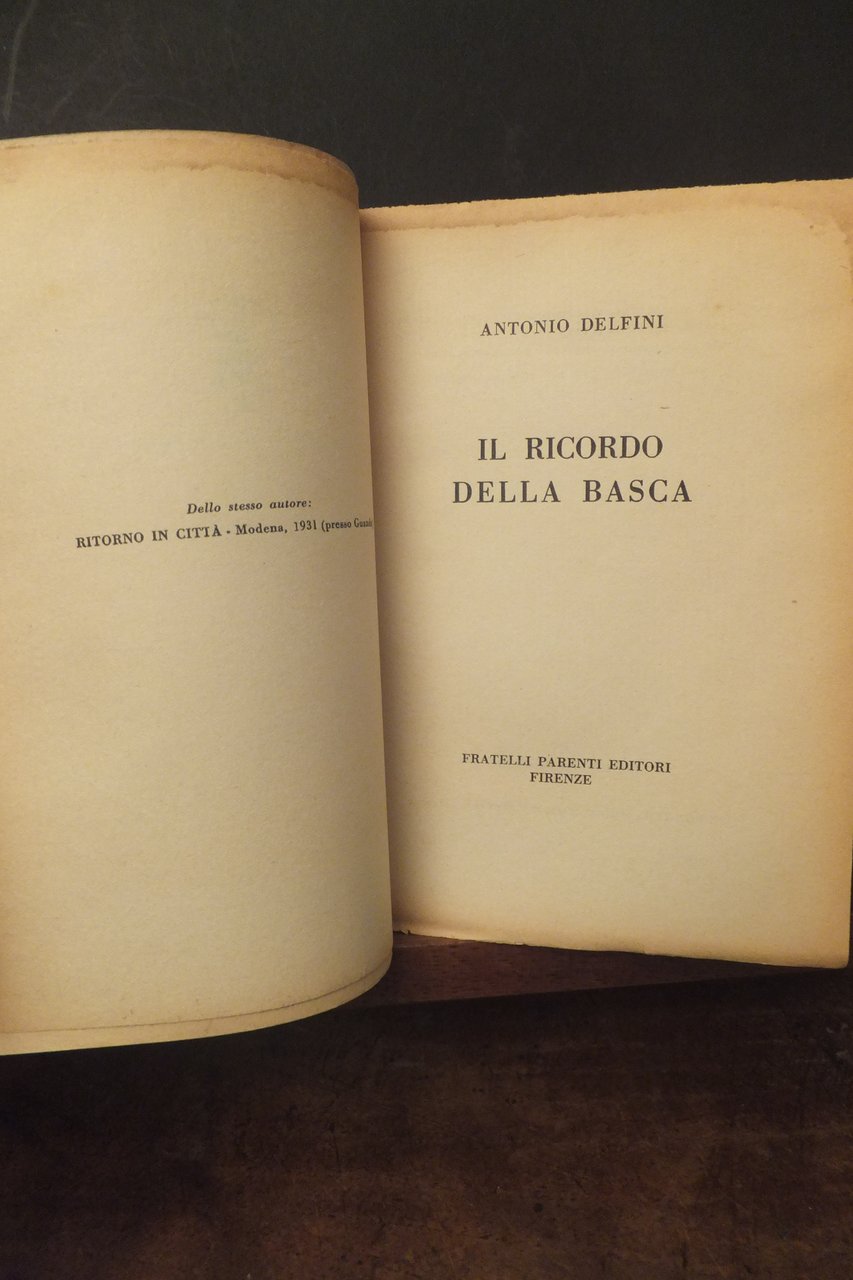 Dello stesso autore:
RITORNO IN CITTÀ - Modena, 1931 (presso
ANTONIO DELFINI
IL RICORDO
DELLA BASCA
FRATELLI PARENTI EDITORI
FIRENZE